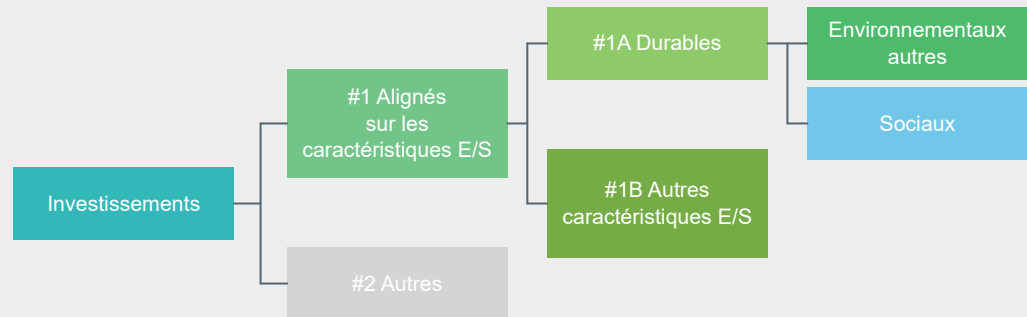 Investissements
#1 Alignés
sur les
caractéristiques E/S
#2 Autres
#1A Durables
#1B Autres
caractéristiques E/S
Environnementaux
autres
Sociaux